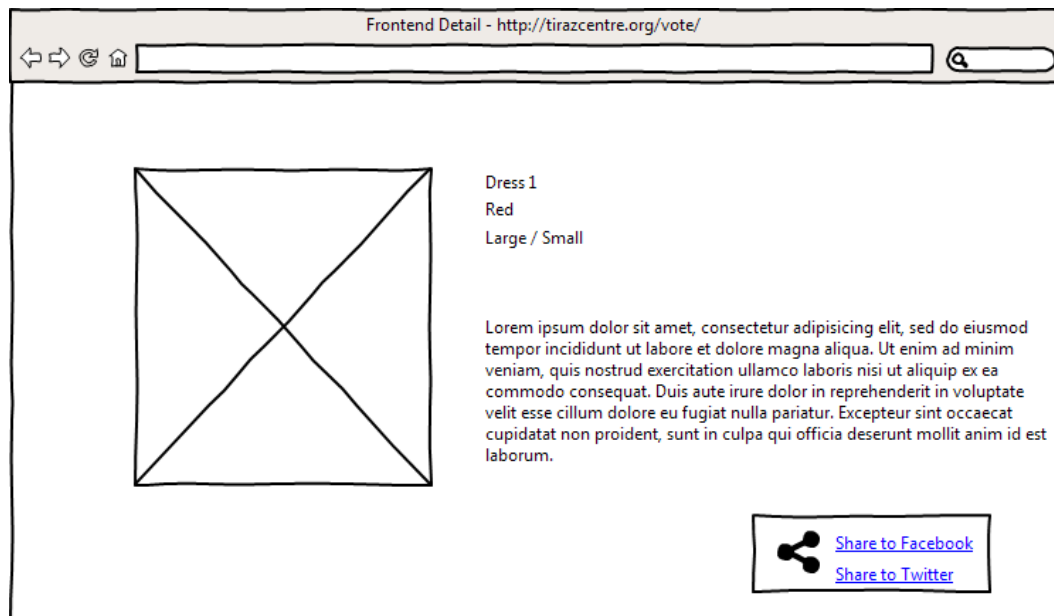 Frontend Detail - http://tirazcentre.org/vote/
Dress 1
Red
Large / Small
Lorem ipsum dolor sit amet, consectetur adipisicing elit, sed do eiusmod
tempor incididunt ut labore et dolore magna aliqua. Ut enim ad minim
veniam, quis nostrud exercitation ullamco laboris nisi ut aliquip ex ea
commodo consequat. Duis aute irure dolor in reprehenderit in voluptate
velit esse cillum dolore eu fugiat nulla pariatur. Excepteur sint occaecat
cupidatat non proident, sunt in culpa qui officia deserunt mollit anim id est
laborum.
Share to Facebook
Share to Twitter